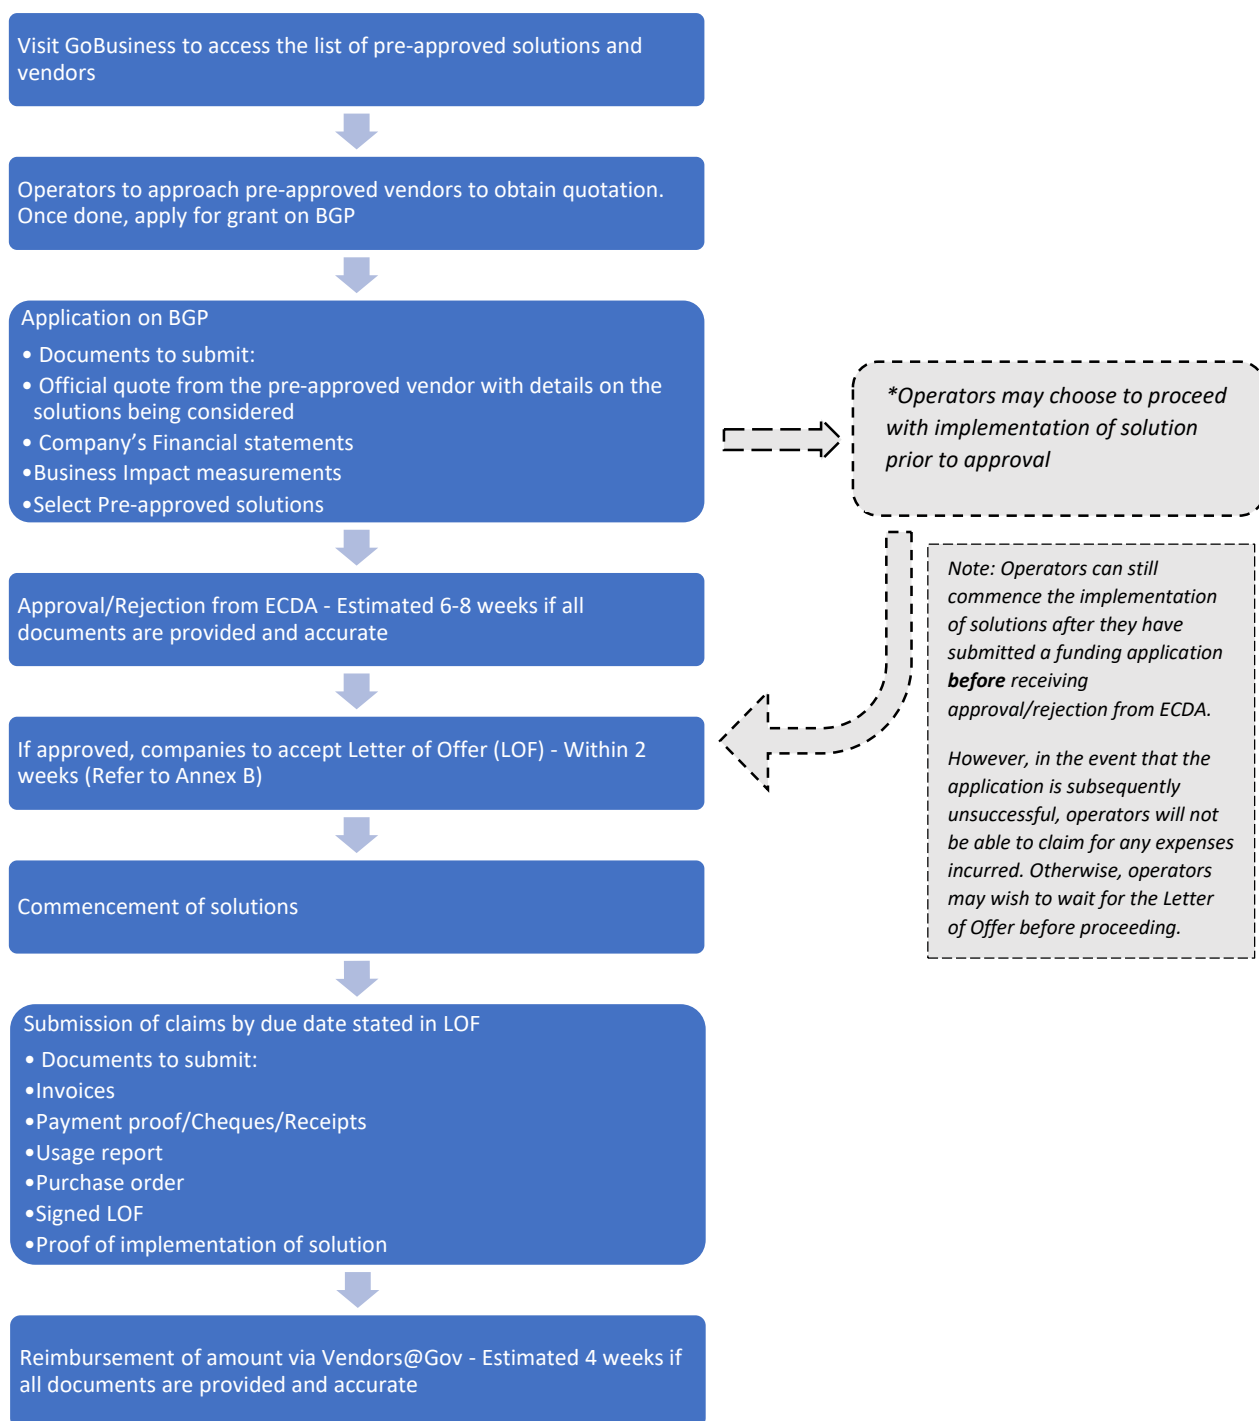 Visit GoBusiness to access the list of pre-approved solutions and
vendors
Operators to approach pre-approved vendors to obtain quotation.
Once done, apply for grant on BGP
Application on BGP
• Documents to submit:
• Official quote from the pre-approved vendor with details on the
solutions being considered
• Company’s Financial statements
•Business Impact measurements
•Select Pre-approved solutions
*Operators may choose to proceed
with implementation of solution
prior to approval
Approval/Rejection from ECDA - Estimated 6-8 weeks if all
documents are provided and accurate
If approved, companies to accept Letter of Offer (LOF) - Within 2
weeks (Refer to Annex B)
Note: Operators can still
commence the implementation
of solutions after they have
submitted a funding application
before receiving
approval/rejection from ECDA.
However, in the event that the
application is subsequently
unsuccessful, operators will not
be able to claim for any expenses
incurred. Otherwise, operators
may wish to wait for the Letter
of Offer before proceeding.
Commencement of solutions
Submission of claims by due date stated in LOF
• Documents to submit:
•Invoices
•Payment proof/Cheques/Receipts
•Usage report
•Purchase order
•Signed LOF
•Proof of implementation of solution
Reimbursement of amount via Vendors@Gov - Estimated 4 weeks if
all documents are provided and accurate